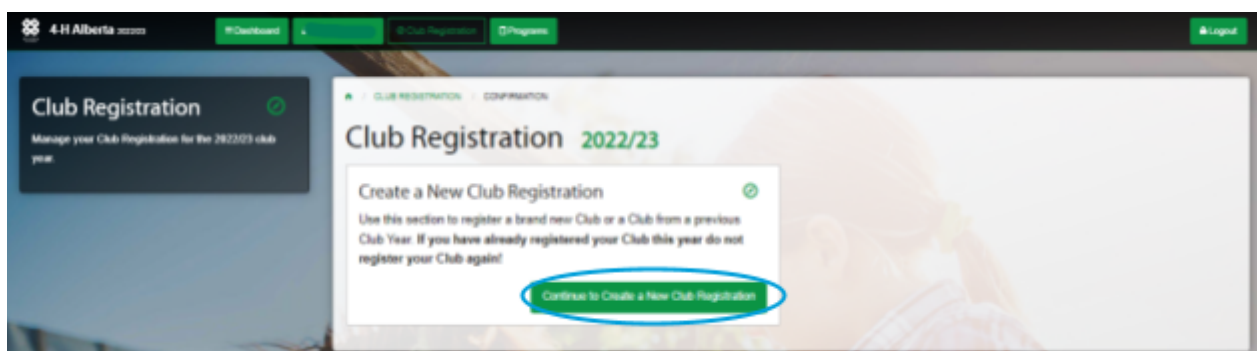 4-H Alberta 2022/23
Dashboard
Club Registration
Programs
Logout
Club Registration
Manage your Club Registration for the 2022/23 club
year.
CLUB REGISTRATION / CONFIRMATION
Club Registration 2022/23
Create a New Club Registration
Use this section to register a brand new Club or a Club from a previous
Club Year. If you have already registered your Club this year do not
register your Club again!
Continue to Create a New Club Registration